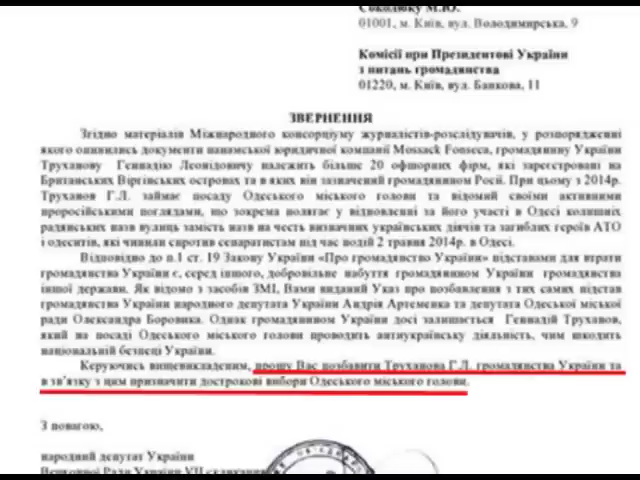 Соколюку М.Ю.
01001, м. Київ, вул. Володимирська, 9
Комісії при Президентові України
з питань громадянства
01220, м. Київ, вул. Банкова, 11
ЗВЕРНЕННЯ
Згідно матеріалів Міжнародного консорціуму журналістів-розслідувачів, у розпорядженні
якого опинились документи панамської юридичної компанії Mossack Fonseca, громадянину України
Труханову Геннадію Леонідовичу належить більше 20 офшорних фірм, які зареєстровані на
Британських Віргінських островах та в яких він зазначений громадянином Росії. При цьому з 2014р.
Труханов Г.Л. займає посаду Одеського міського голови та відомий своїми активними
проросійськими поглядами, що зокрема полягає у відновленні за його участі в Одесі колишніх
радянських назв вулиць замість назв на честь визначних українських діячів та загиблих героїв АТО
і одеситів, які чинили спротив сепаратистам під час подій 2 травня 2014р. в Одесі.
Відповідно до п.1 ст. 19 Закону України «Про громадянство України» підставами для втрати
громадянства України є, серед іншого, добровільне набуття громадянином України громадянства
іншої держави. Як відомо з засобів ЗМІ, Вами виданий Указ про позбавлення з тих самих підстав
громадянства України народного депутата України Андрія Артеменка та депутата Одеської міської
ради Олександра Боровика. Однак громадянином України досі залишається Геннадій Труханов,
який на посаді Одеського міського голови проводить антиукраїнську діяльність, чим шкодить
національній безпеці України.
Керуючись вищевикладеним, прошу Вас позбавити Труханова Г.Л. громадянства України та
в зв'язку з цим призначити дострокові вибори Одеського міського голови.
З повагою,
народний депутат України
Верховної Ради України VII скликання